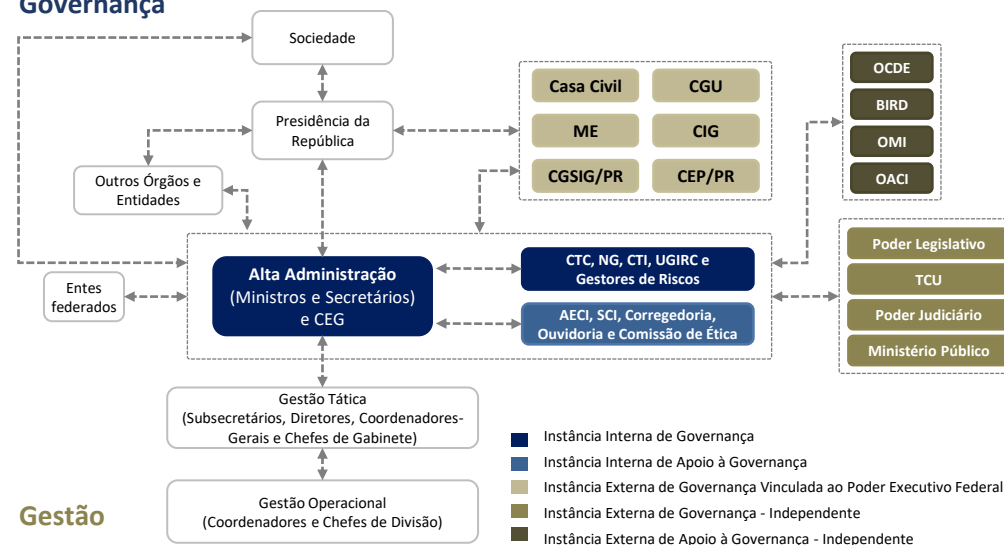 Governança
Sociedade
Presidência da
República
Outros Órgãos e
Entidades
Casa Civil
CGU
ME
CIG
CGSIG/PR
CEP/PR
OCDE
BIRD
OMI
OACI
Entes
federados
Alta Administração
(Ministros e Secretários)
e CEG
CTC, NG, CTI, UGIRC e
Gestores de Riscos
AECI, SCI, Corregedoria,
Ouvidoria e Comissão de Ética
Poder Legislativo
TCU
Poder Judiciário
Ministério Público
Gestão Tática
(Subsecretários, Diretores, Coordenadores-
Gerais e Chefes de Gabinete)
Gestão Operacional
(Coordenadores e Chefes de Divisão)
Gestão
Instância Interna de Governança
Instância Interna de Apoio à Governança
Instância Externa de Governança Vinculada ao Poder Executivo Federal
Instância Externa de Governança - Independente
Instância Externa de Apoio à Governança - Independente